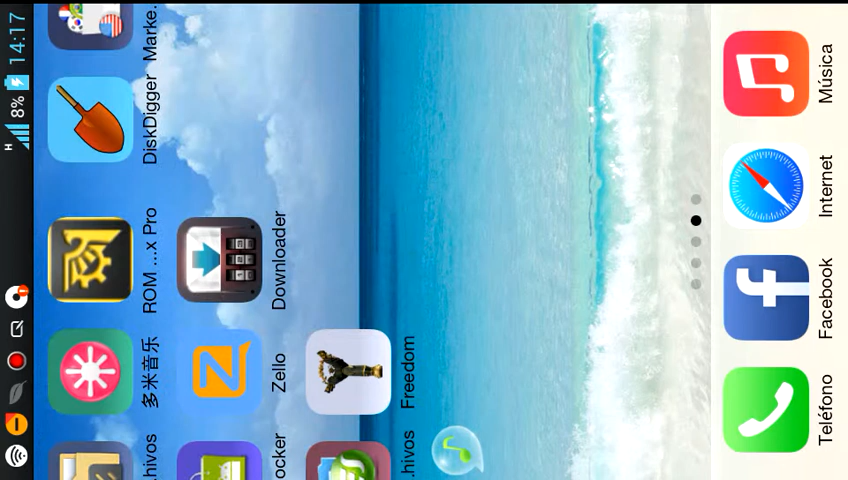 H 8% 14:17
.hivos
多米音乐
ROM ...x Pro
DiskDigger
Marke.
ocker
Zello
Downloader
.hivos
Freedom
Teléfono
Facebook
Internet
Música